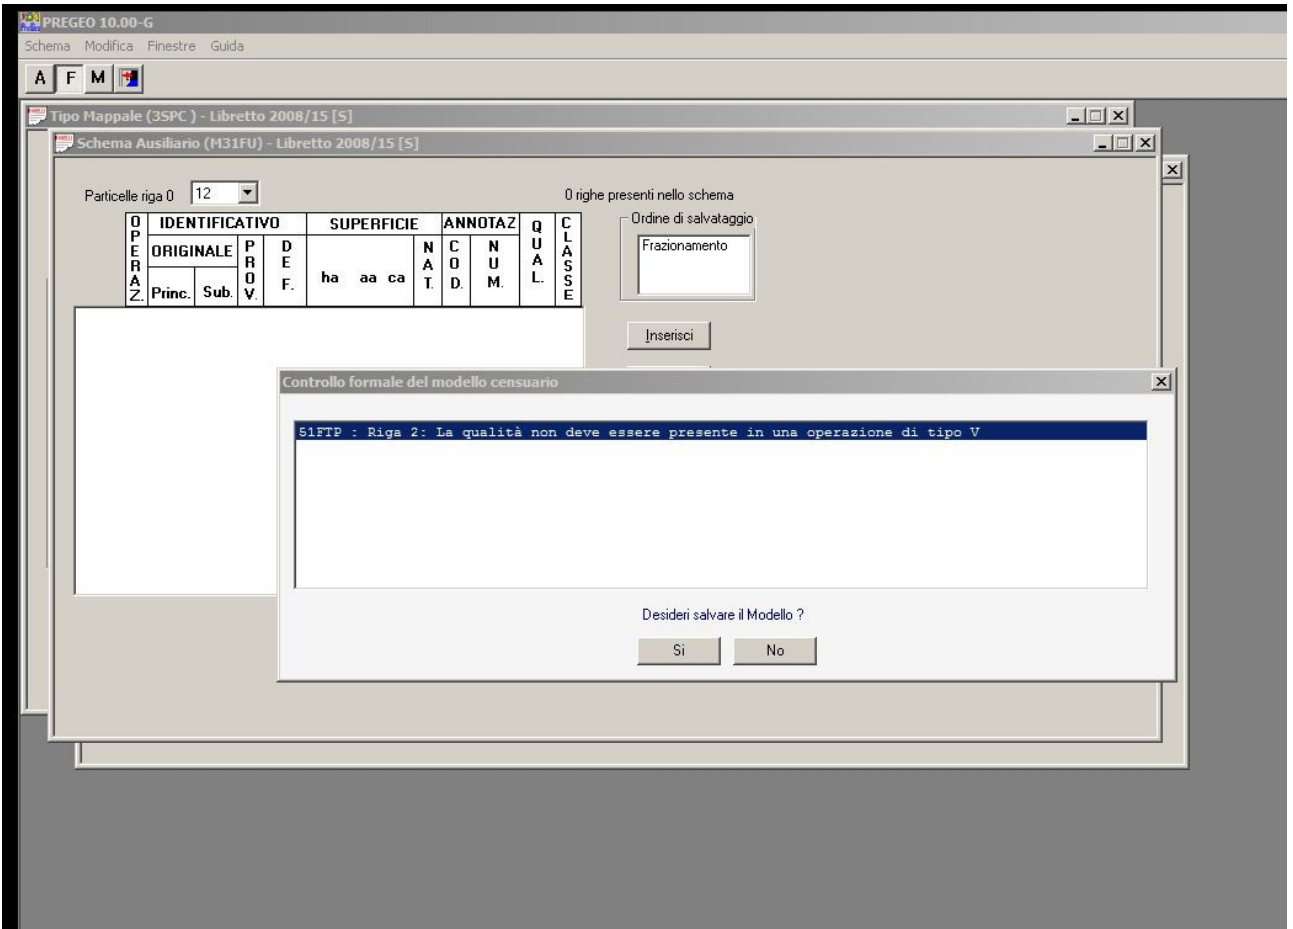 PREGEO 10.00-G
Schema Modifica Finestre Guida
A F M
Tipo Mappale (3SPC ) - Libretto 2008/15 [S]
Schema Ausiliario (M31FU) - Libretto 2008/15 [S]
Particelle riga 0 12
0 righe presenti nello schema
OPERAZ. IDENTIFICATIVO SUPERFICIE ANNOTAZ QUAL. CLASSE
ORIGINALE PROV. DEF. ha aa ca NAT. COD. NUM.
Princ. Sub.
Ordine di salvataggio
Frazionamento
Inserisci
Controllo formale del modello censuario
51FTP : Riga 2: La qualità non deve essere presente in una operazione di tipo V
Desideri salvare il Modello ?
Si No